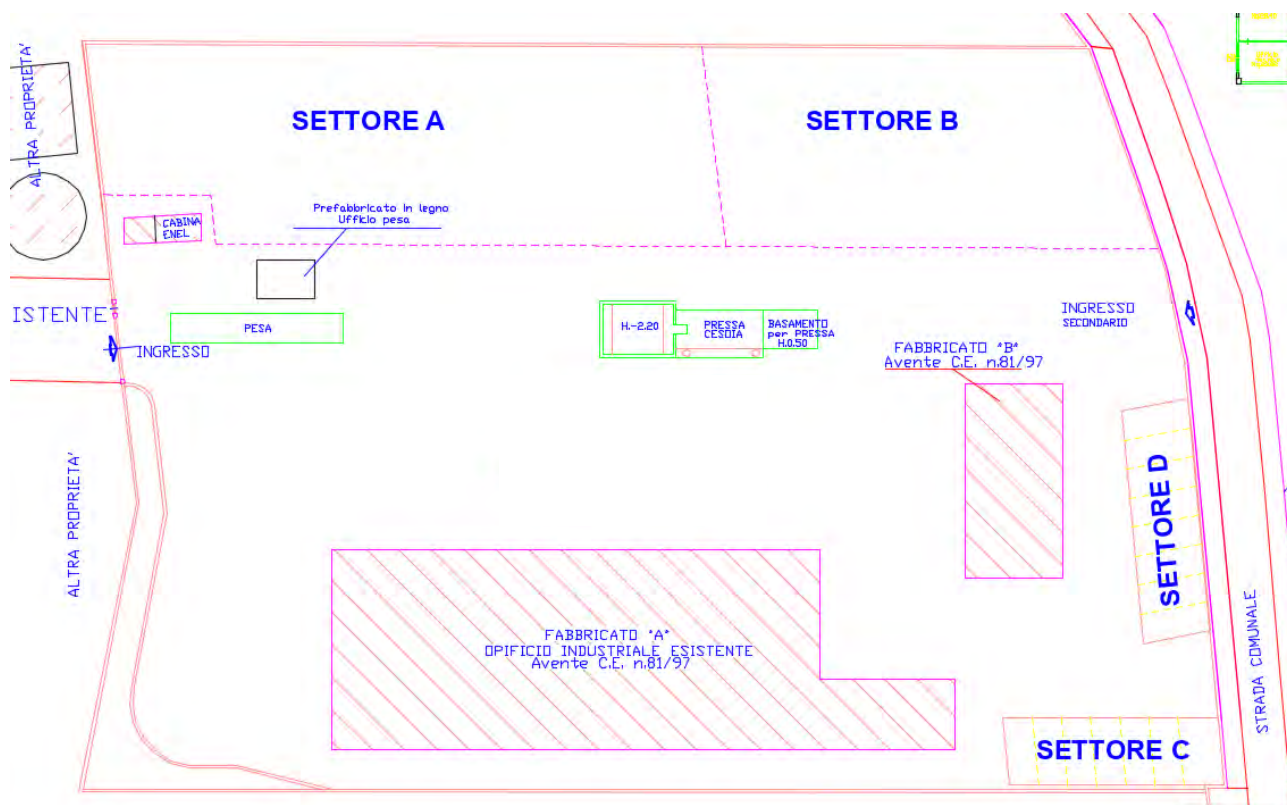 ALTRA PROPRIETA'
SETTORE A
SETTORE B
CABINA
ENEL
Prefabbricato in legno
Ufficio pesa
ISTENTE
PESA
INGRESSO
H.-2.20
PRESSA
CESOIA
BASAMENTO
per PRESSA
H.0.50
INGRESSO
SECONDARIO
FABBRICATO "B"
Avente C.E. n.81/97
ALTRA PROPRIETA'
SETTORE D
FABBRICATO "A"
OPIFICIO INDUSTRIALE ESISTENTE
Avente C.E. n.81/97
STRADA COMUNALE
SETTORE C